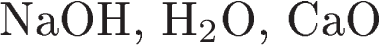 NaOH, H₂O, CaO